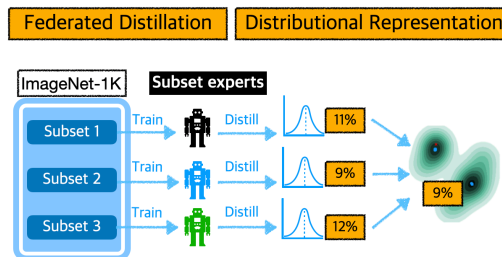 Federated Distillation
Distributional Representation
ImageNet-1K
Subset experts
Subset 1
Train
Distill
11%
Subset 2
Train
Distill
9%
9%
Subset 3
Train
Distill
12%